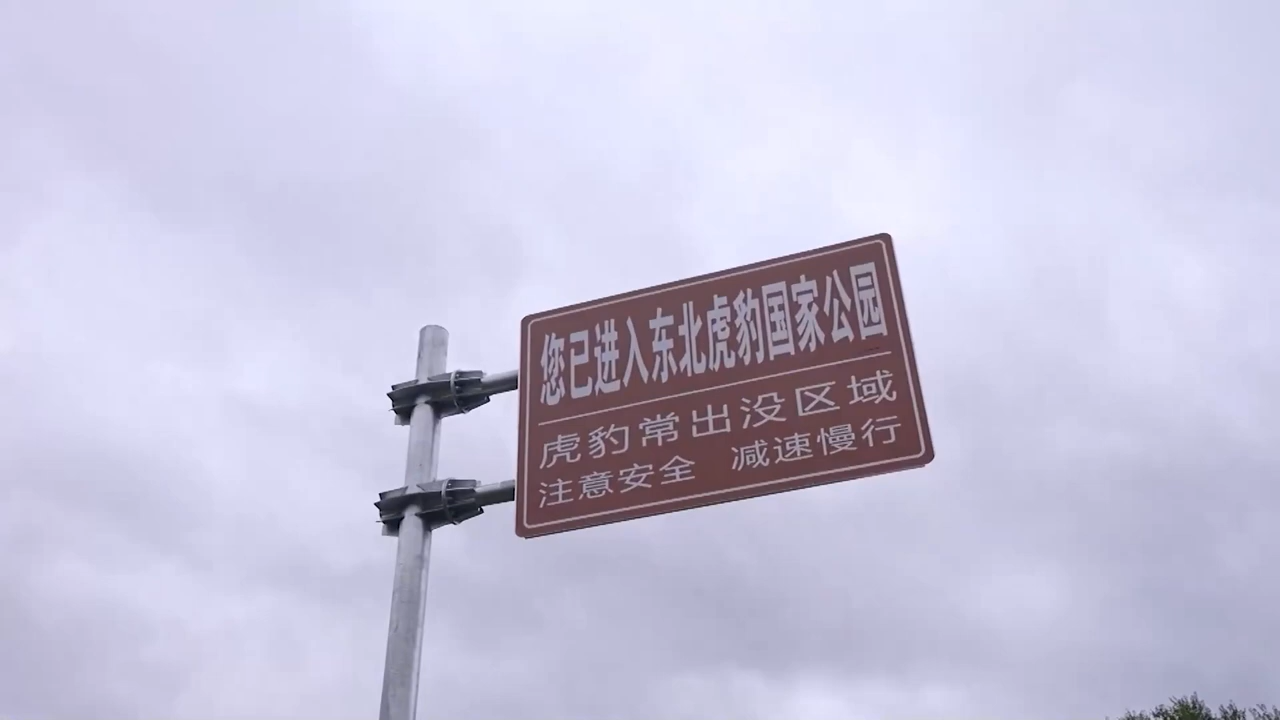 您已进入东北虎豹国家公园
虎豹常出没区域
注意安全 减速慢行